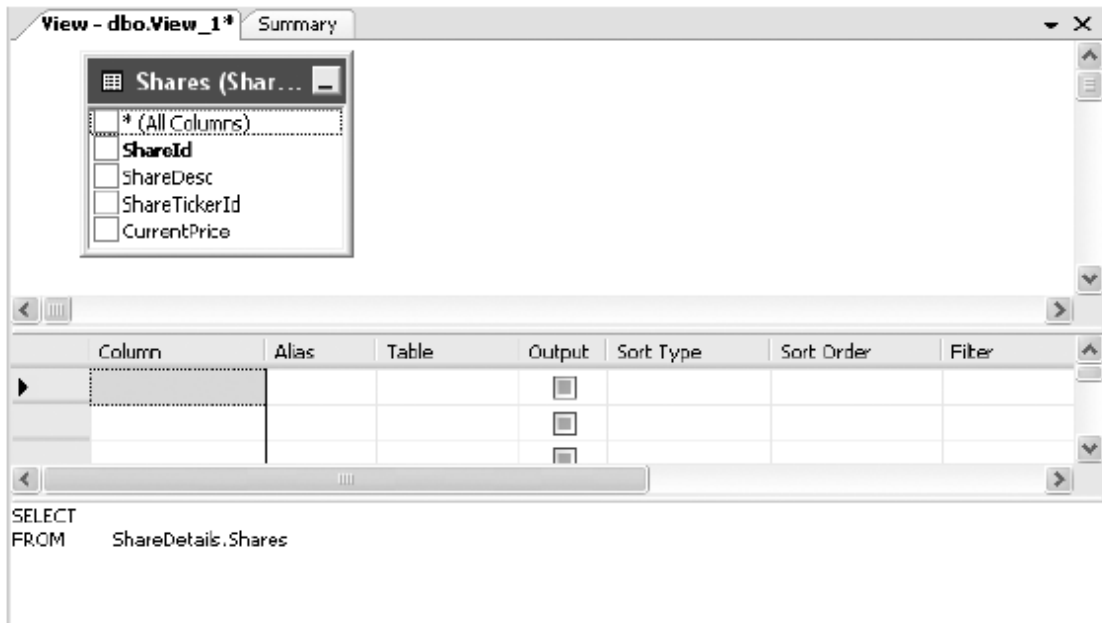 View - dbo.View_1* Summary
Shares (Shar...
* (All Columns)
ShareId
ShareDesc
ShareTickerId
CurrentPrice
Column Alias Table Output Sort Type Sort Order Filter
SELECT
FROM ShareDetails.Shares